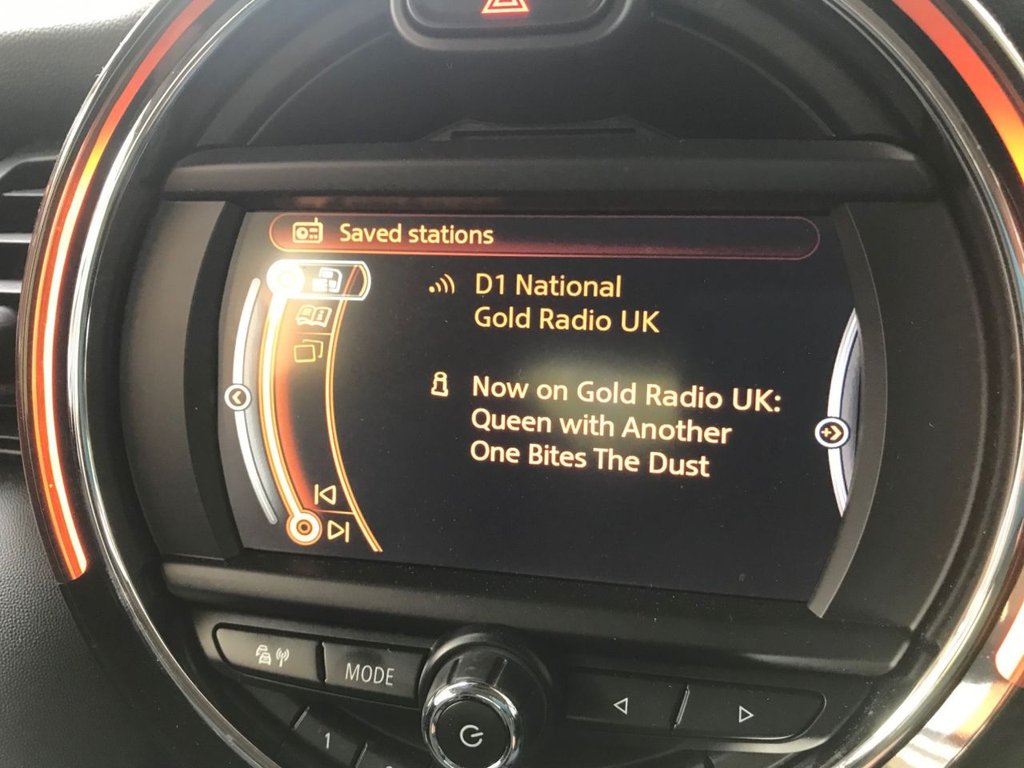 Saved stations
D1 National
Gold Radio UK
Now on Gold Radio UK:
Queen with Another
One Bites The Dust
MODE
1